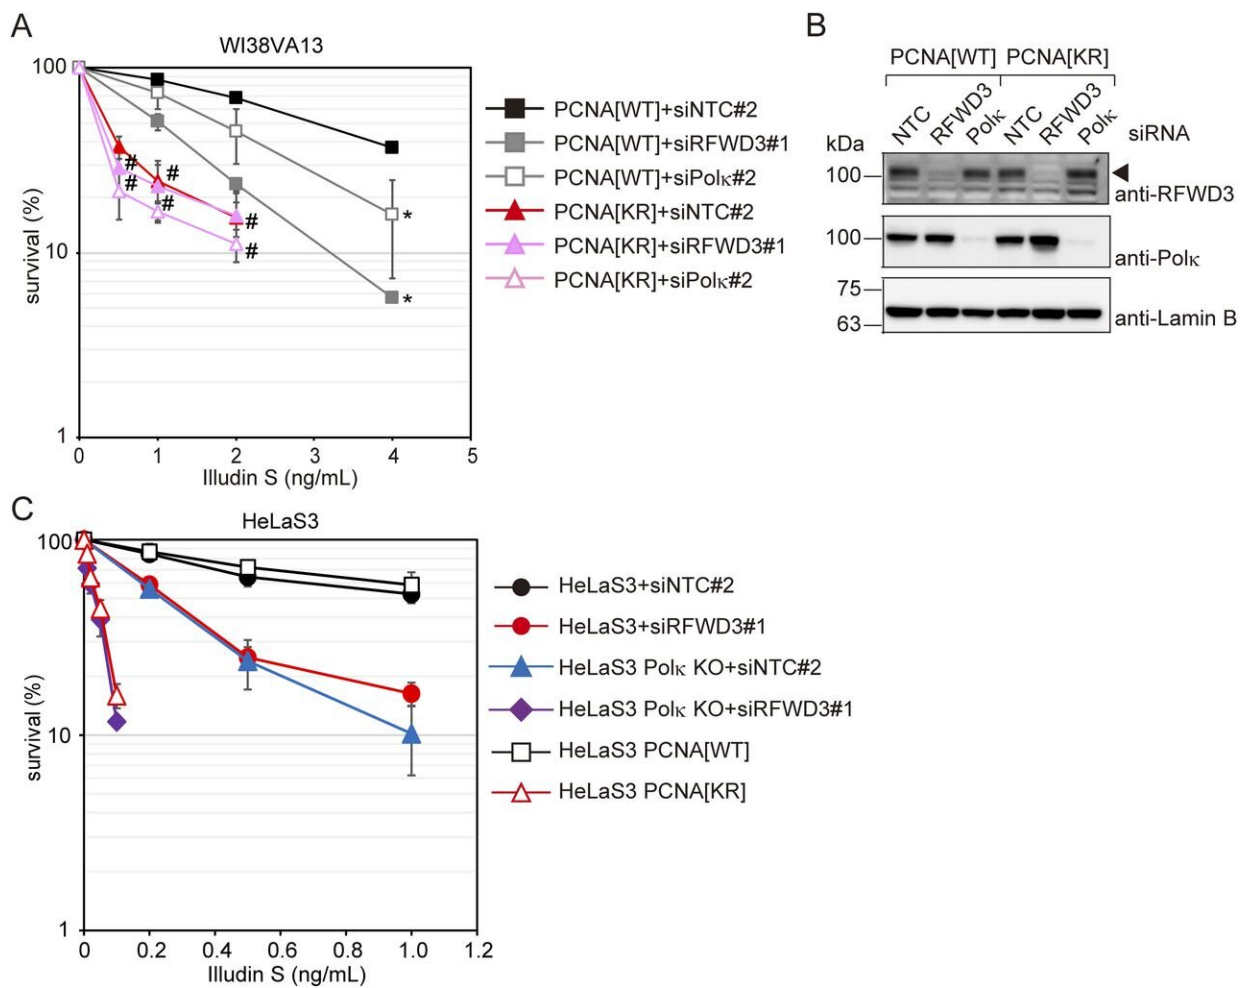 A
WI38VA13
100
10
1
survival (%)
0 1 2 3 4 5
Illudin S (ng/mL)
# # # # # #
* *
PCNA[WT]+siNTC#2
PCNA[WT]+siRFWD3#1
PCNA[WT]+siPolκ#2
PCNA[KR]+siNTC#2
PCNA[KR]+siRFWD3#1
PCNA[KR]+siPolκ#2
B
PCNA[WT] PCNA[KR]
NTC RFWD3 Polκ NTC RFWD3 Polκ siRNA
kDa
100 anti-RFWD3
100 anti-Polκ
75
63
anti-Lamin B
C
HeLaS3
100
10
1
survival (%)
0 0.2 0.4 0.6 0.8 1.0 1.2
Illudin S (ng/mL)
HeLaS3+siNTC#2
HeLaS3+siRFWD3#1
HeLaS3 Polκ KO+siNTC#2
HeLaS3 Polκ KO+siRFWD3#1
HeLaS3 PCNA[WT]
HeLaS3 PCNA[KR]